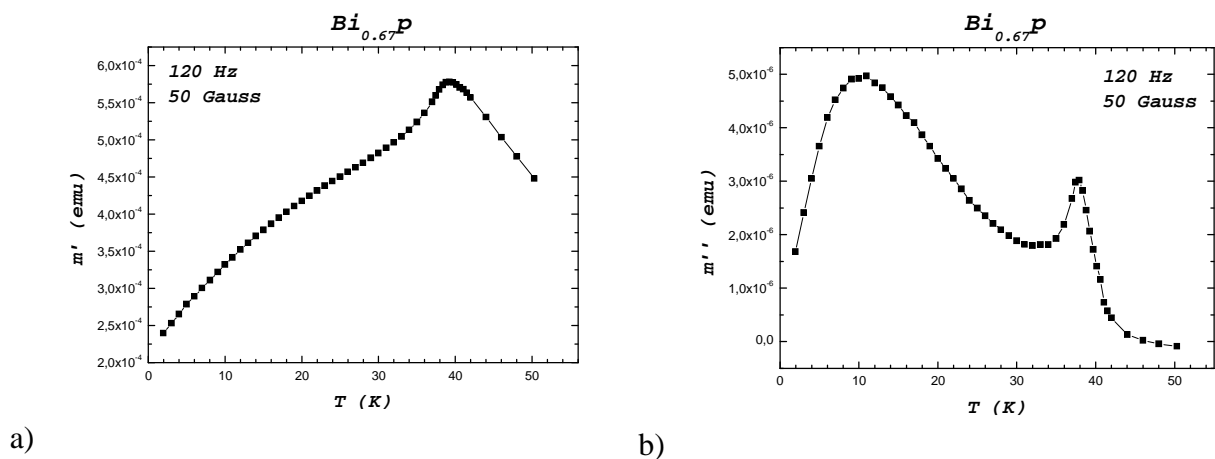 Bi0.67p
120 Hz
50 Gauss
6,0x10-4
5,5x10-4
5,0x10-4
4,5x10-4
4,0x10-4
3,5x10-4
3,0x10-4
2,5x10-4
2,0x10-4
m' (emu)
0 10 20 30 40 50
T (K)
a)
Bi0.67p
120 Hz
50 Gauss
5,0x10-6
4,0x10-6
3,0x10-6
2,0x10-6
1,0x10-6
0,0
m'' (emu)
0 10 20 30 40 50
T (K)
b)